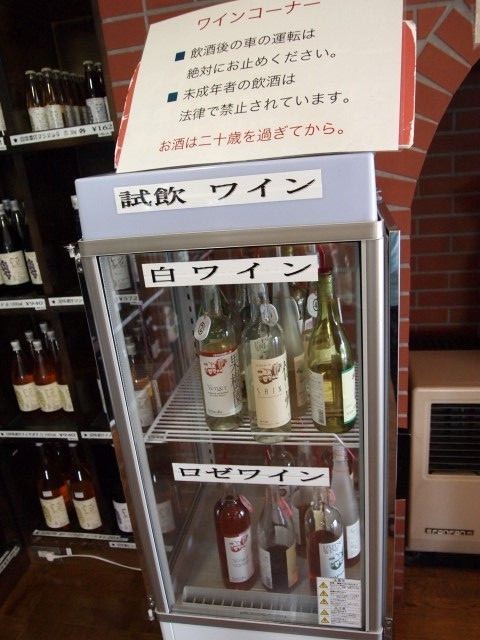 ワインコーナー
■ 飲酒後の車の運転は
絶対にお止めください。
■ 未成年者の飲酒は
法律で禁止されています。
お酒は二十歳を過ぎてから。
試飲 ワイン
白ワイン
ロゼワイン